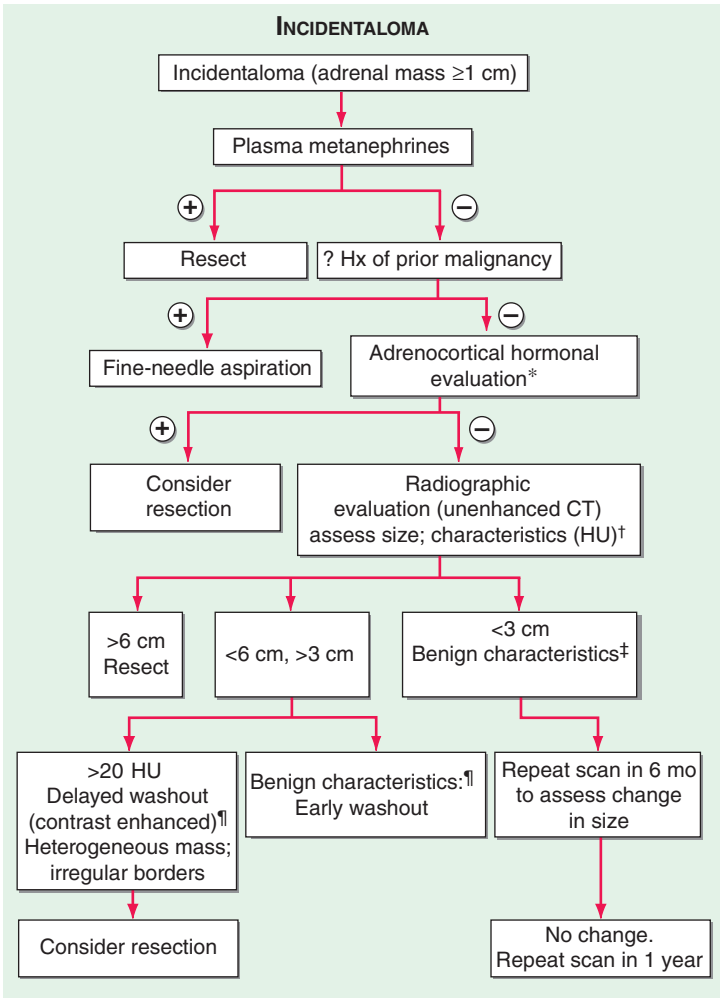 INCIDENTALOMA
Incidentaloma (adrenal mass ≥1 cm)
Plasma metanephrines
+
−
Resect
? Hx of prior malignancy
+
−
Fine-needle aspiration
Adrenocortical hormonal
evaluation*
+
−
Consider
resection
Radiographic
evaluation (unenhanced CT)
assess size; characteristics (HU)†
>6 cm
Resect
<6 cm, >3 cm
<3 cm
Benign characteristics‡
>20 HU
Delayed washout
(contrast enhanced)¶
Heterogeneous mass;
irregular borders
Benign characteristics:¶
Early washout
Repeat scan in 6 mo
to assess change
in size
Consider resection
No change.
Repeat scan in 1 year